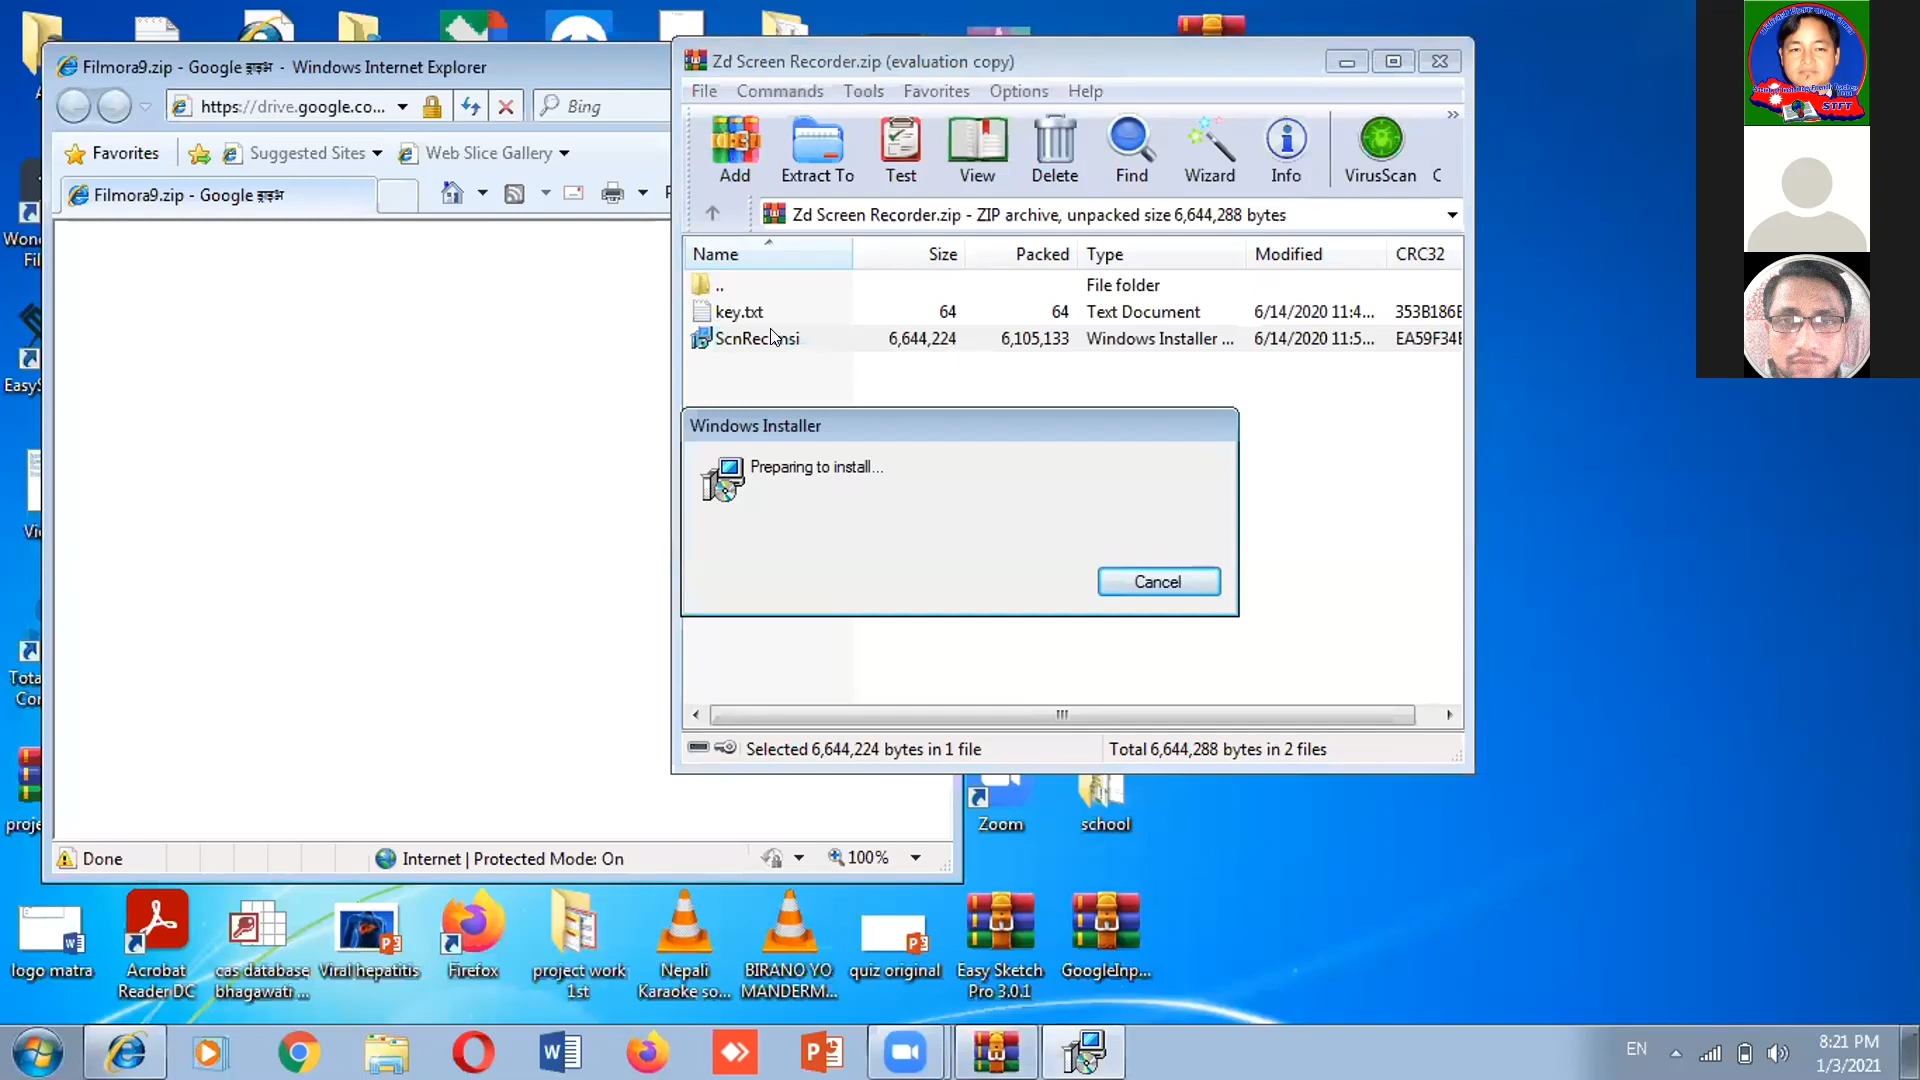 Filmora9.zip - Google ड्राइभ - Windows Internet Explorer
https://drive.google.co...
Bing
Favorites
Suggested Sites
Web Slice Gallery
Filmora9.zip - Google ड्राइभ
Done
Internet | Protected Mode: On
100%
Zd Screen Recorder.zip (evaluation copy)
File Commands Tools Favorites Options Help
Add Extract To Test View Delete Find Wizard Info VirusScan C
Zd Screen Recorder.zip - ZIP archive, unpacked size 6,644,288 bytes
Name Size Packed Type Modified CRC32
.. File folder
key.txt 64 64 Text Document 6/14/2020 11:4... 353B186E
6,644,224 6,105,133 Windows Installer ... 6/14/2020 11:5... EA59F34E
Windows Installer
Preparing to install...
Cancel
Selected 6,644,224 bytes in 1 file
Total 6,644,288 bytes in 2 files
Zoom
school
logo matra
Acrobat
Reader DC
cas database
bhagawati ...
Viral hepatitis
Firefox
project work
1st
Nepali
Karaoke so...
BIRANO YO
MANDERM...
quiz original
Easy Sketch
Pro 3.0.1
GoogleInp...
EN
8:21 PM
1/3/2021
STFT